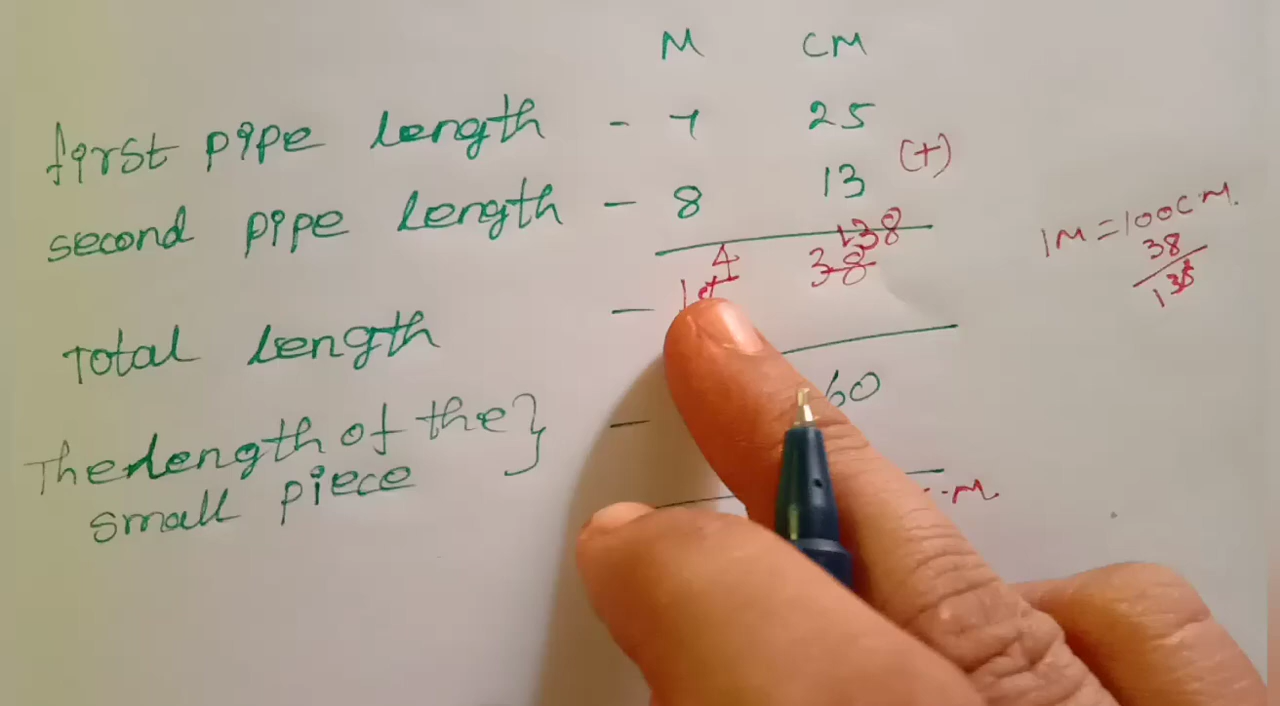 M CM
first pipe length - 7 25
second pipe length - 8 13 (+)
138
4
38
Total length -
1M=100CM.
38
138
60
The length of the }
small piece -